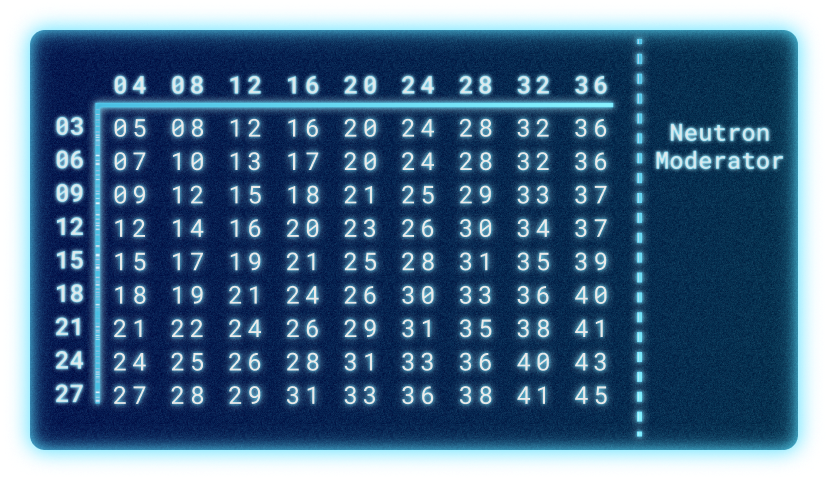 04 08 12 16 20 24 28 32 36
03 05 08 12 16 20 24 28 32 36
06 07 10 13 17 20 24 28 32 36
09 09 12 15 18 21 25 29 33 37
12 12 14 16 20 23 26 30 34 37
15 15 17 19 21 25 28 31 35 39
18 18 19 21 24 26 30 33 36 40
21 21 22 24 26 29 31 35 38 41
24 24 25 26 28 31 33 36 40 43
27 27 28 29 31 33 36 38 41 45
Neutron
Moderator